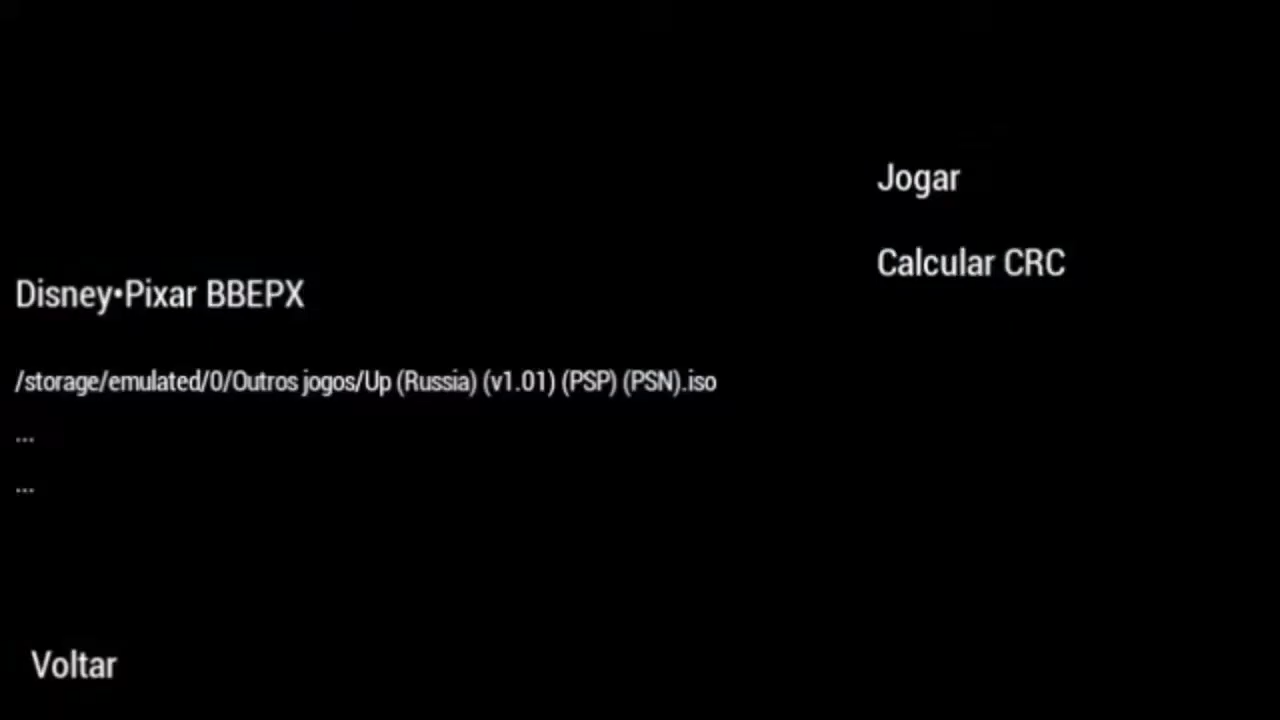 Jogar
Calcular CRC
Disney•Pixar BBEPX
/storage/emulated/0/Outros jogos/Up (Russia) (v1.01) (PSP) (PSN).iso
...
...
Voltar